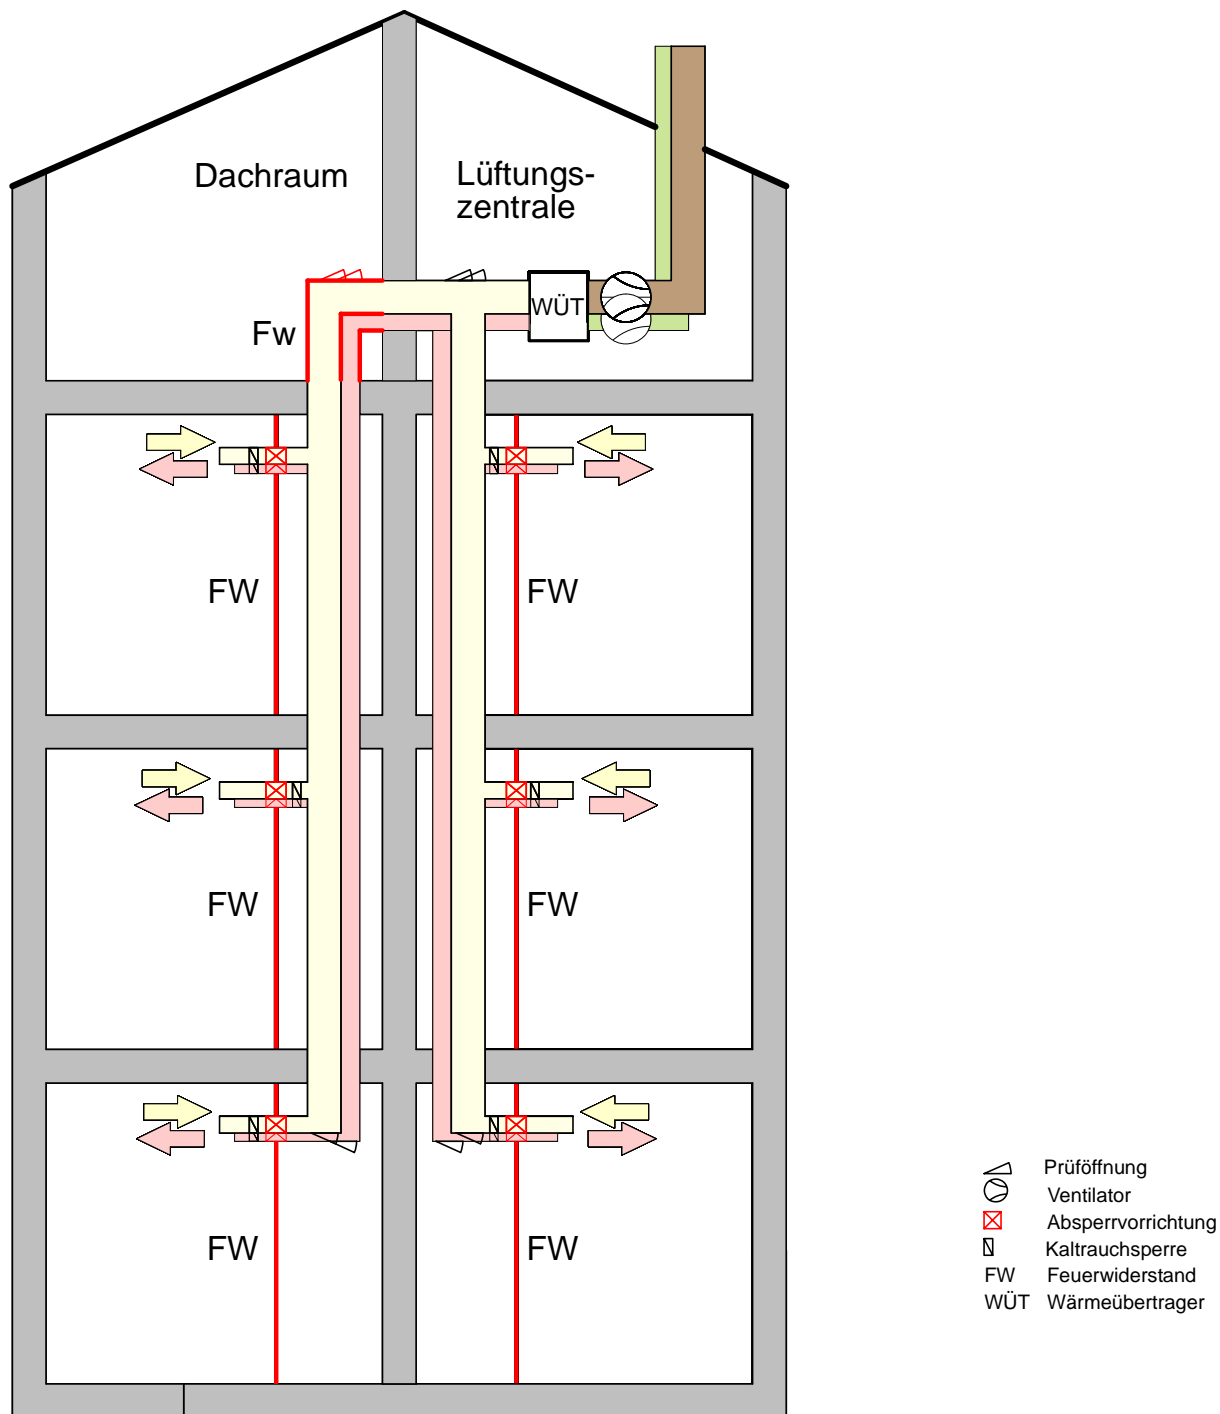 Dachraum
Lüftungs-
zentrale
WÜT
Fw
FW
FW
FW
FW
FW
FW
Prüföffnung
Ventilator
Absperrvorrichtung
Kaltrauchsperre
FW Feuerwiderstand
WÜT Wärmeübertrager